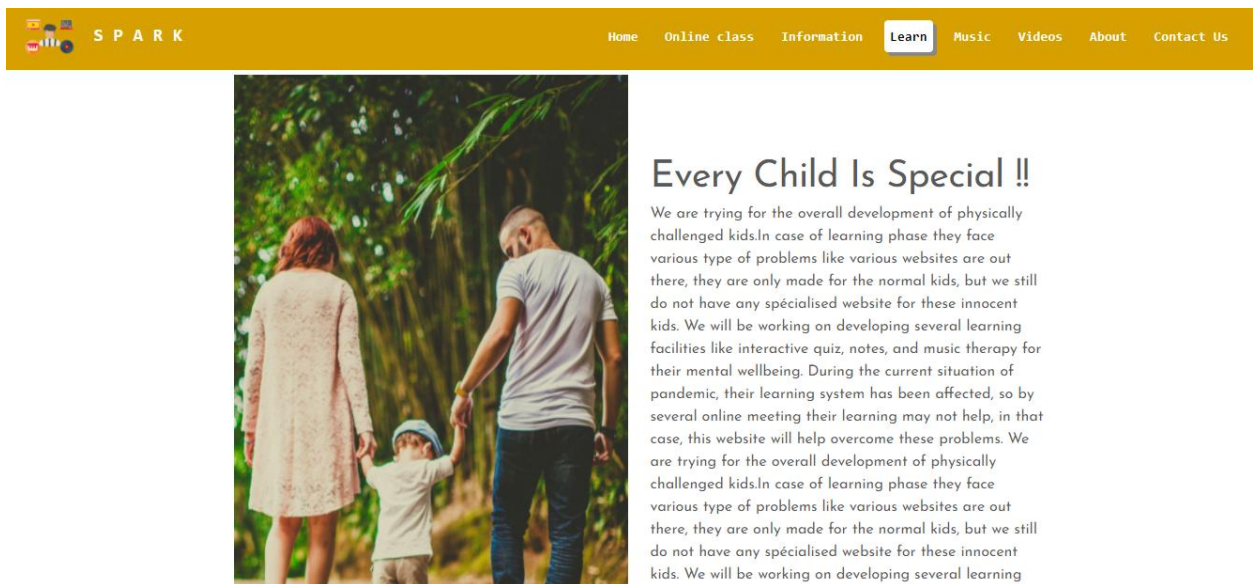 SPARK
Home Online class Information Learn Music Videos About Contact Us
Every Child Is Special !!
We are trying for the overall development of physically
challenged kids.In case of learning phase they face
various type of problems like various websites are out
there, they are only made for the normal kids, but we still
do not have any spécialised website for these innocent
kids. We will be working on developing several learning
facilities like interactive quiz, notes, and music therapy for
their mental wellbeing. During the current situation of
pandemic, their learning system has been affected, so by
several online meeting their learning may not help, in that
case, this website will help overcome these problems. We
are trying for the overall development of physically
challenged kids.In case of learning phase they face
various type of problems like various websites are out
there, they are only made for the normal kids, but we still
do not have any spécialised website for these innocent
kids. We will be working on developing several learning